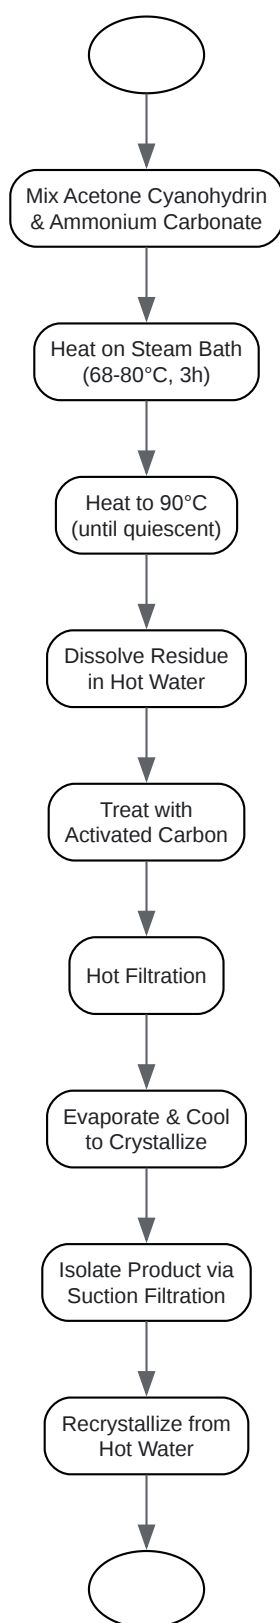 Mix Acetone Cyanohydrin
& Ammonium Carbonate
Heat on Steam Bath
(68-80°C, 3h)
Heat to 90°C
(until quiescent)
Dissolve Residue
in Hot Water
Treat with
Activated Carbon
Hot Filtration
Evaporate & Cool
to Crystallize
Isolate Product via
Suction Filtration
Recrystallize from
Hot Water